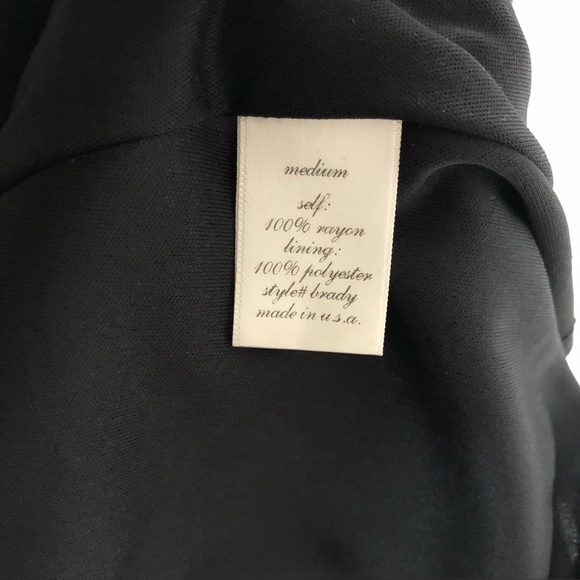 medium
self:
100% rayon
lining:
100% polyester
style# brady
made in u.s.a.